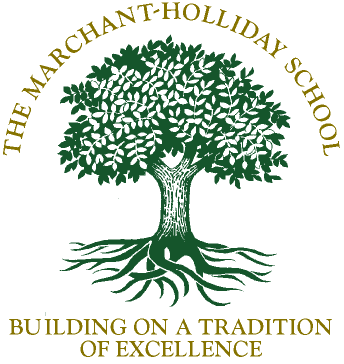 THE MARCHANT-HOLLIDAY SCHOOL
BUILDING ON A TRADITION
OF EXCELLENCE